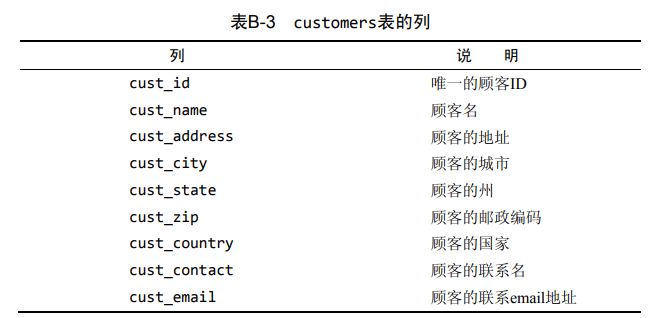 表B-3 customers表的列
列 说 明
cust_id 唯一的顾客ID
cust_name 顾客名
cust_address 顾客的地址
cust_city 顾客的城市
cust_state 顾客的州
cust_zip 顾客的邮政编码
cust_country 顾客的国家
cust_contact 顾客的联系名
cust_email 顾客的联系email地址